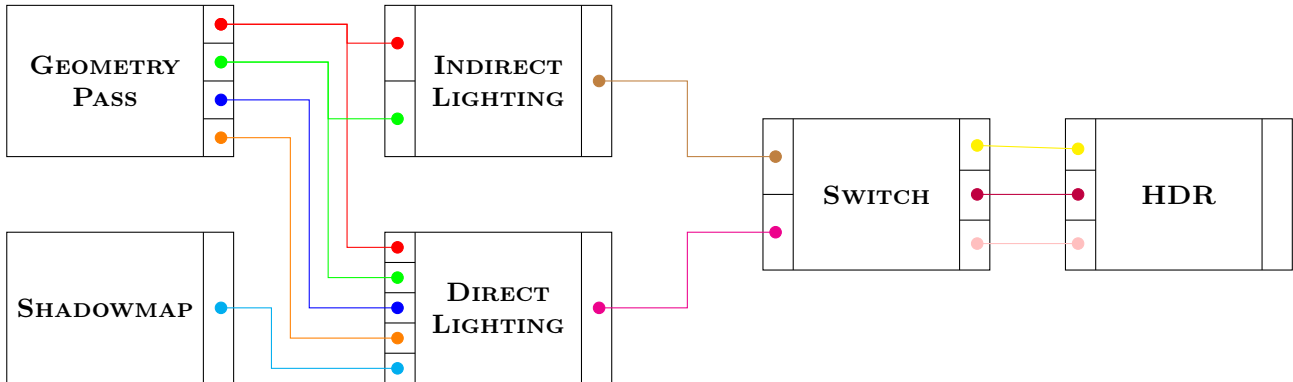 GEOMETRY
PASS
INDIRECT
LIGHTING
SWITCH
HDR
SHADOWMAP
DIRECT
LIGHTING